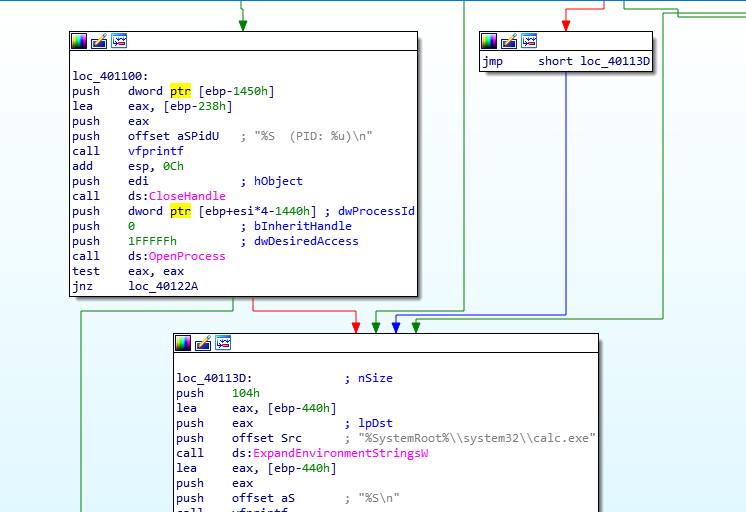 loc_401100:
push dword ptr [ebp-1450h]
lea eax, [ebp-238h]
push eax
push offset aSPidU ; "%S (PID: %u)\n"
call vfprintf
add esp, 0Ch
push edi ; hObject
call ds:CloseHandle
push dword ptr [ebp+esi*4-1440h] ; dwProcessId
push 0 ; bInheritHandle
push 1FFFFFh ; dwDesiredAccess
call ds:OpenProcess
test eax, eax
jnz loc_40122A
jmp short loc_40113D
loc_40113D: ; nSize
push 104h
lea eax, [ebp-440h]
push eax ; lpDst
push offset Src ; "%SystemRoot%\\system32\\calc.exe"
call ds:ExpandEnvironmentStringsW
lea eax, [ebp-440h]
push eax
push offset aS ; "%S\n"
call vfprintf